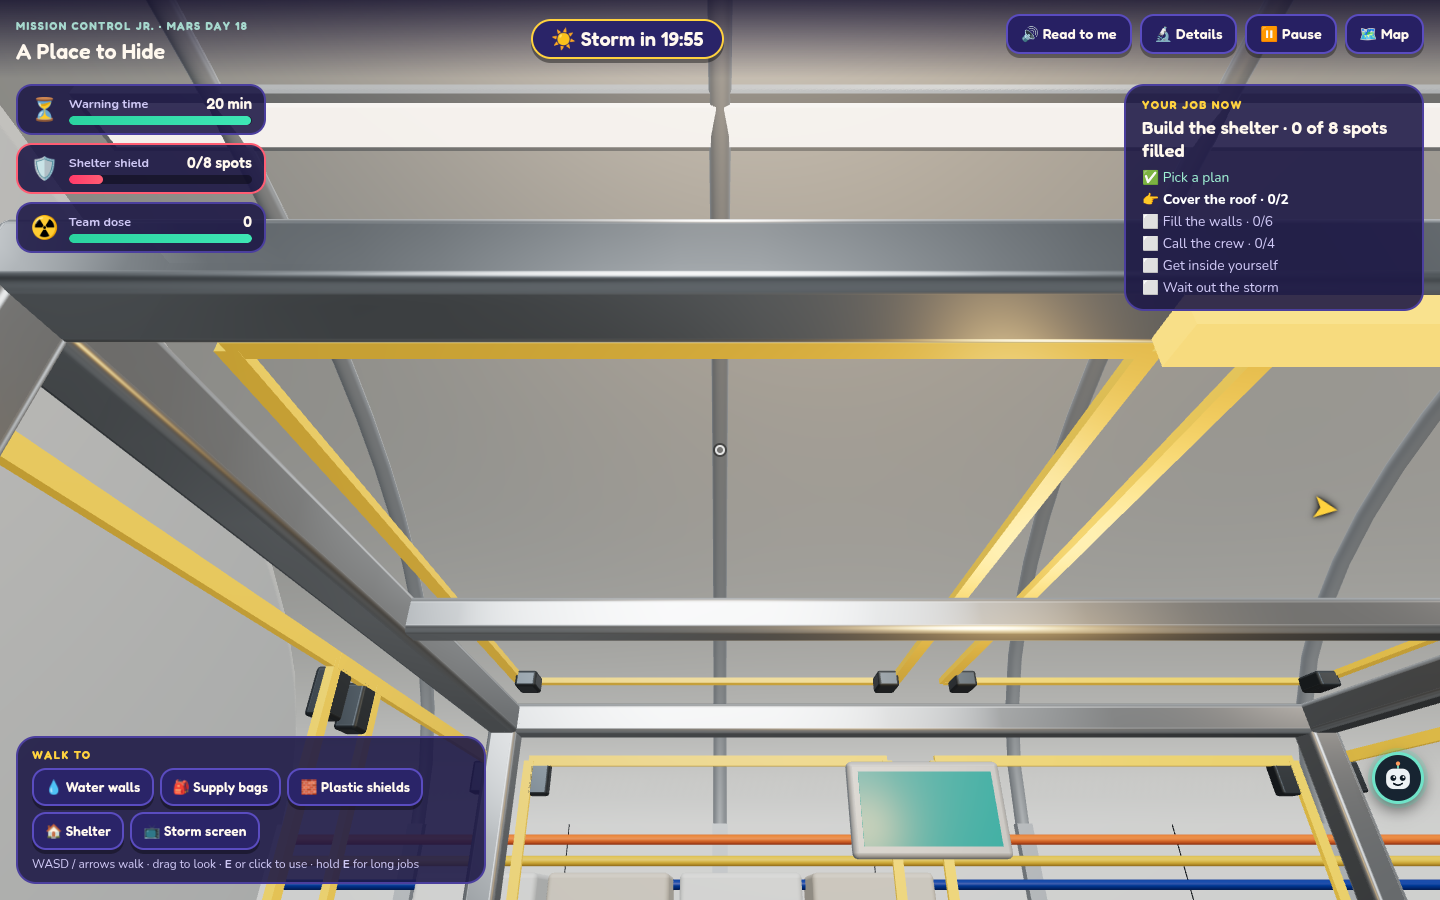 MISSION CONTROL JR. · MARS DAY 18
A Place to Hide
☀️ Storm in 19:55
🔊 Read to me
🔬 Details
⏸️ Pause
🗺️ Map
⏳ Warning time 20 min
🛡️ Shelter shield 0/8 spots
☢️ Team dose 0
YOUR JOB NOW
Build the shelter · 0 of 8 spots
filled
✅ Pick a plan
👉 Cover the roof · 0/2
⬜ Fill the walls · 0/6
⬜ Call the crew · 0/4
⬜ Get inside yourself
⬜ Wait out the storm
WALK TO
💧 Water walls
🎒 Supply bags
🧱 Plastic shields
🏠 Shelter
📺 Storm screen
WASD / arrows walk · drag to look · E or click to use · hold E for long jobs